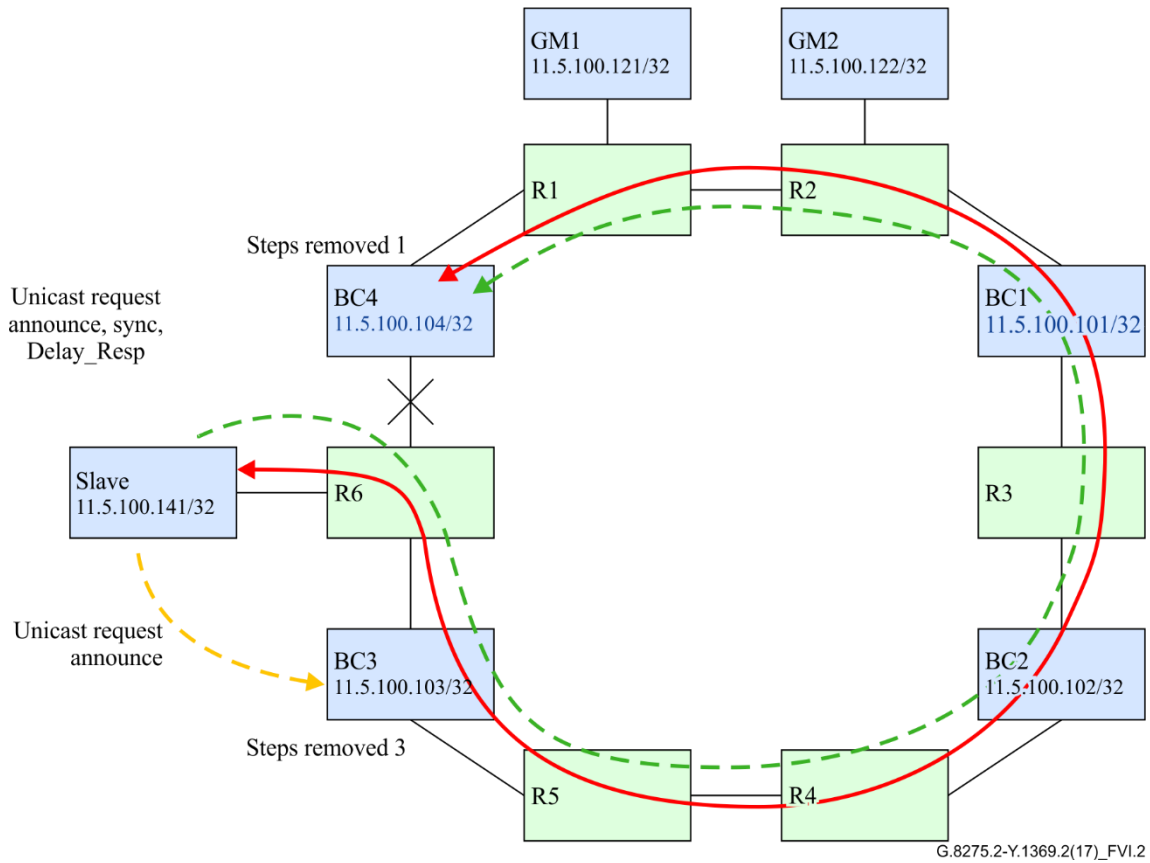 GM1
11.5.100.121/32
GM2
11.5.100.122/32
R1
R2
Steps removed 1
BC4
11.5.100.104/32
BC1
11.5.100.101/32
Unicast request
announce, sync,
Delay_Resp
Slave
11.5.100.141/32
R6
R3
Unicast request
announce
BC3
11.5.100.103/32
BC2
11.5.100.102/32
Steps removed 3
R5
R4
G.8275.2-Y.1369.2(17)_FVI.2